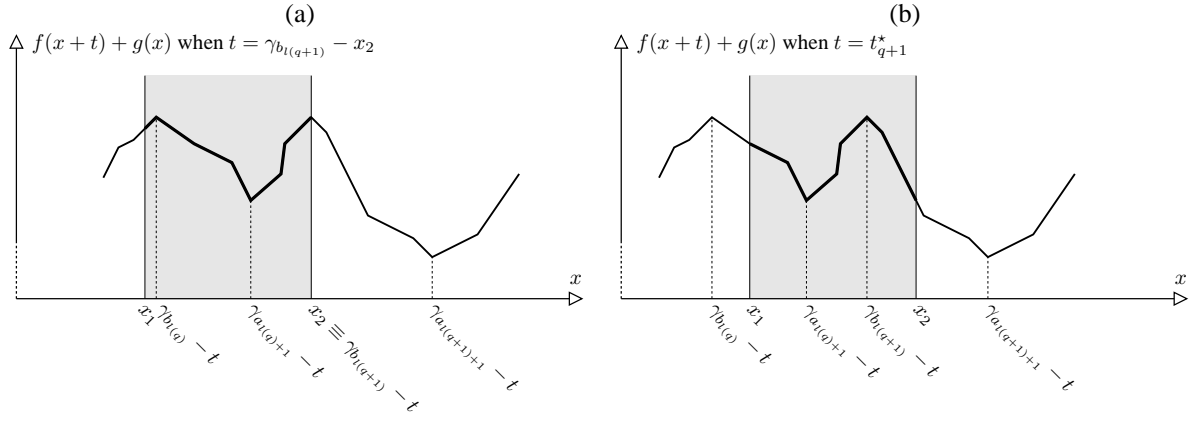 (a)
f(x + t) + g(x) when t = γ_{b_{l(q+1)}} − x_2
x
x_1
γ_{b_{l(q)}} − t
γ_{a_{l(q)+1}} − t
x_2 ≡ γ_{b_{l(q+1)}} − t
γ_{a_{l(q+1)+1}} − t
(b)
f(x + t) + g(x) when t = t^⋆_{q+1}
x
γ_{b_{l(q)}} − t
x_1
γ_{a_{l(q)+1}} − t
γ_{b_{l(q+1)}} − t
x_2
γ_{a_{l(q+1)+1}} − t